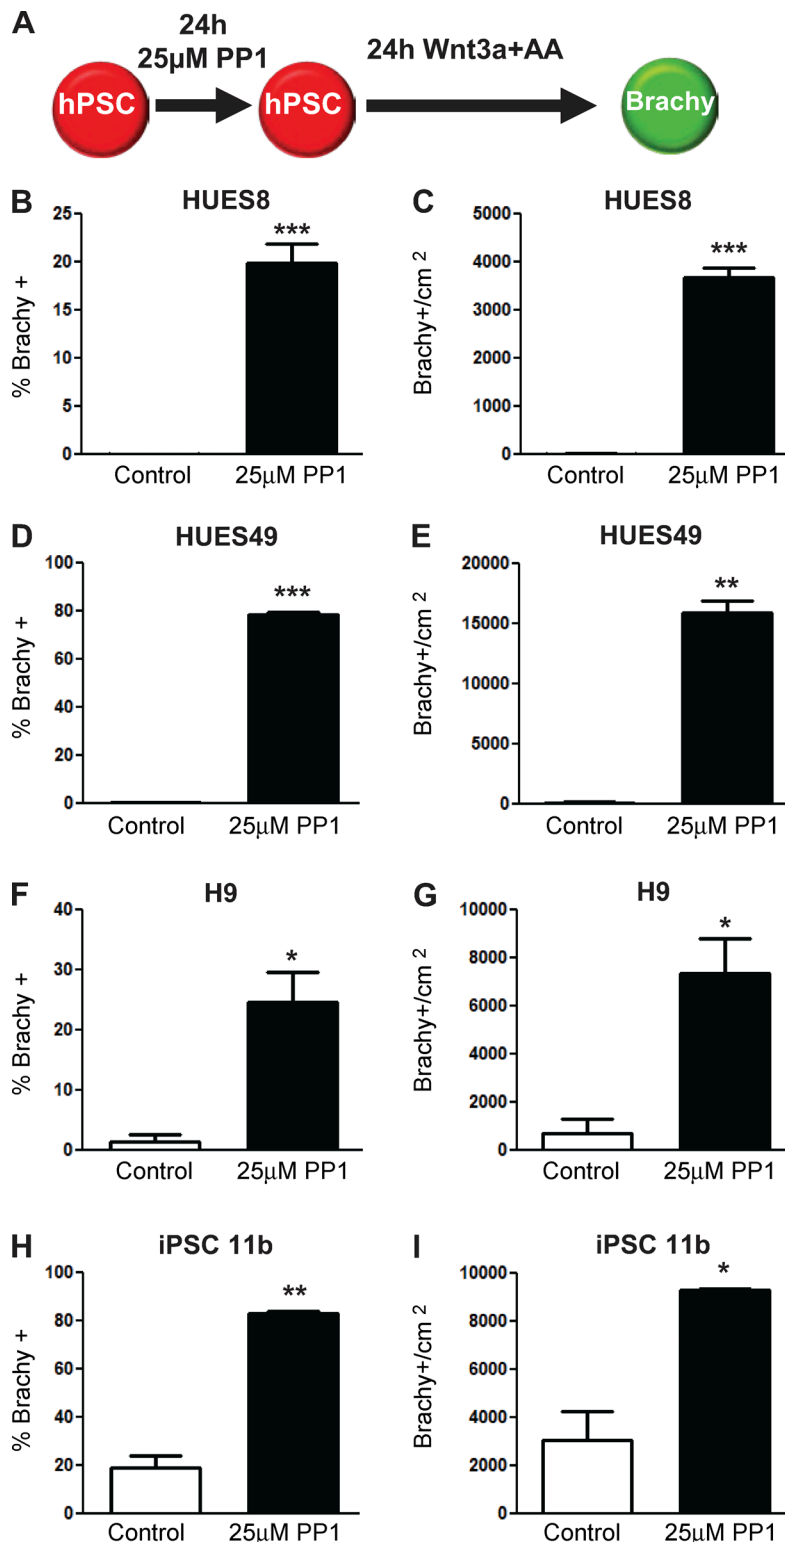 A
24h
25µM PP1
24h Wnt3a+AA
hPSC
hPSC
Brachy
B
HUES8
% Brachy +
25
20
15
10
5
0
***
Control
25µM PP1
C
HUES8
Brachy+/cm 2
5000
4000
3000
2000
1000
0
***
Control
25µM PP1
D
HUES49
% Brachy +
100
80
60
40
20
0
***
Control
25µM PP1
E
HUES49
Brachy+/cm 2
20000
15000
10000
5000
0
**
Control
25µM PP1
F
H9
% Brachy +
40
30
20
10
0
*
Control
25µM PP1
G
H9
Brachy+/cm 2
10000
8000
6000
4000
2000
0
*
Control
25µM PP1
H
iPSC 11b
% Brachy +
100
80
60
40
20
0
**
Control
25µM PP1
I
iPSC 11b
Brachy+/cm 2
10000
8000
6000
4000
2000
0
*
Control
25µM PP1